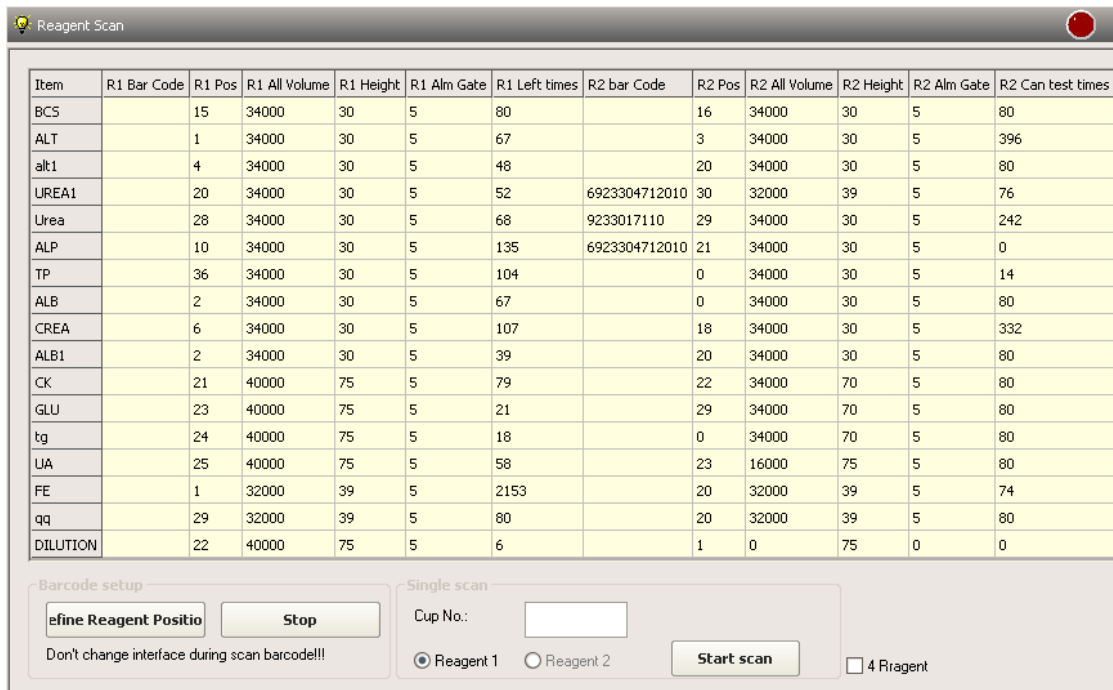 Reagent Scan
Item R1 Bar Code R1 Pos R1 All Volume R1 Height R1 Alm Gate R1 Left times R2 bar Code R2 Pos R2 All Volume R2 Height R2 Alm Gate R2 Can test times
BCS 15 34000 30 5 80 16 34000 30 5 80
ALT 1 34000 30 5 67 3 34000 30 5 396
alt1 4 34000 30 5 48 20 34000 30 5 80
UREA1 20 34000 30 5 52 6923304712010 30 32000 39 5 76
Urea 28 34000 30 5 68 9233017110 29 34000 30 5 242
ALP 10 34000 30 5 135 6923304712010 21 34000 30 5 0
TP 36 34000 30 5 104 0 34000 30 5 14
ALB 2 34000 30 5 67 0 34000 30 5 80
CREA 6 34000 30 5 107 18 34000 30 5 332
ALB1 2 34000 30 5 39 20 34000 30 5 80
CK 21 40000 75 5 79 22 34000 70 5 80
GLU 23 40000 75 5 21 29 34000 70 5 80
tg 24 40000 75 5 18 0 34000 70 5 80
UA 25 40000 75 5 58 23 16000 75 5 80
FE 1 32000 39 5 2153 20 32000 39 5 74
qq 29 32000 39 5 80 20 32000 39 5 80
DILUTION 22 40000 75 5 6 1 0 75 0 0
Barcode setup
efine Reagent Positio Stop
Don't change interface during scan barcode!!!
Single scan
Cup No.:
Reagent 1 Reagent 2 Start scan
4 Rragent